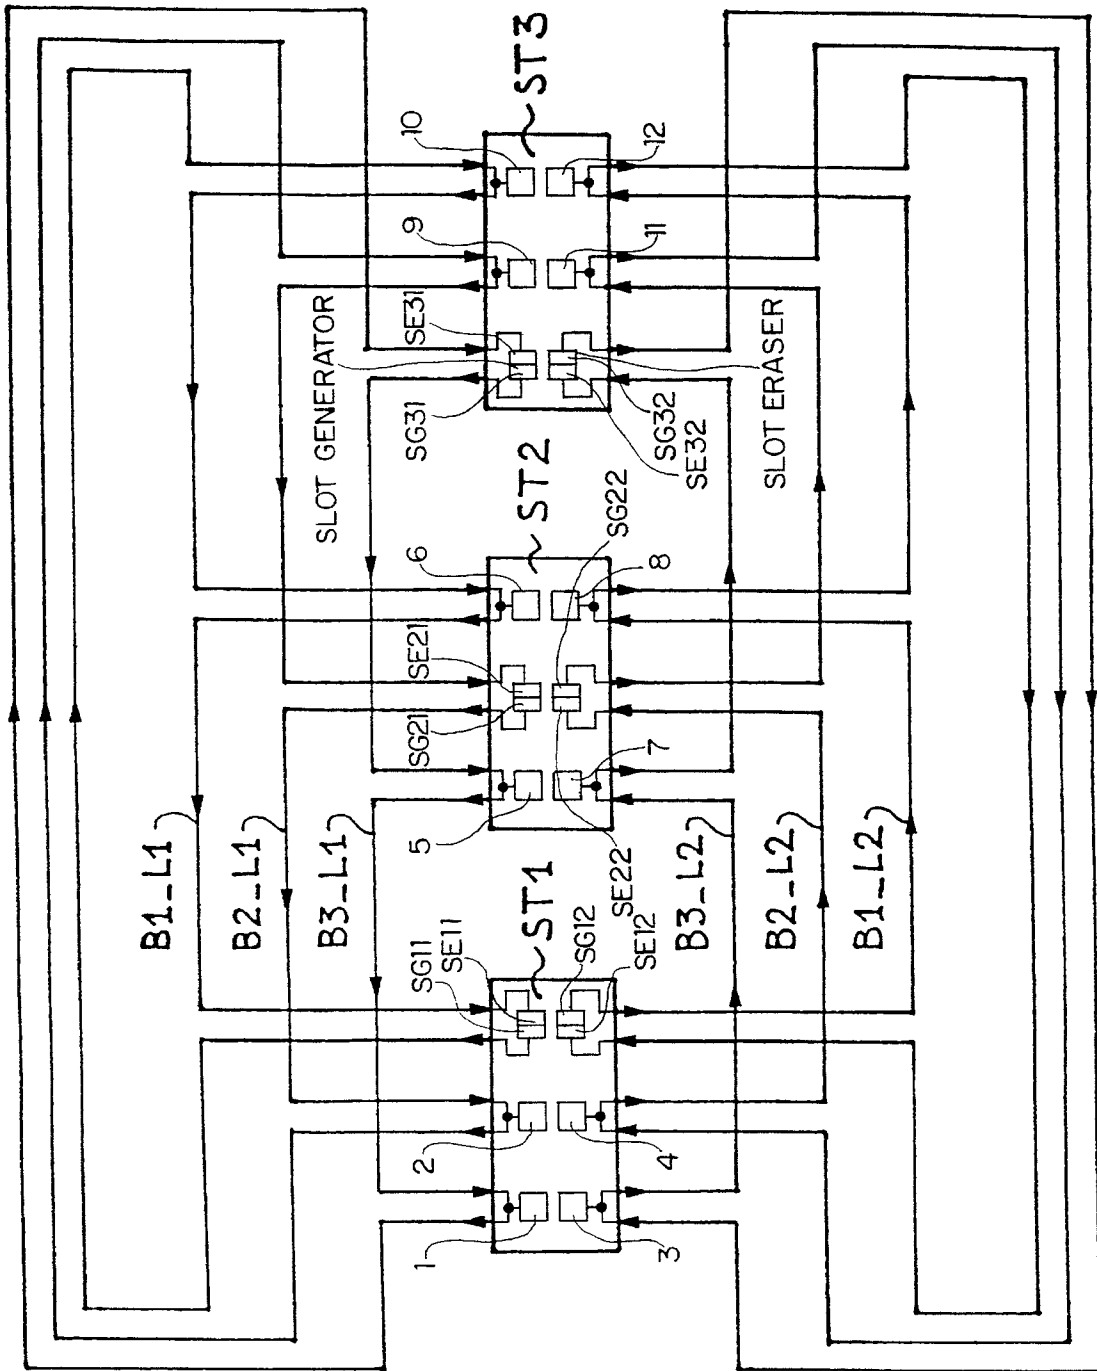 B1_L1
B2_L1
B3_L1
SLOT GENERATOR
SG11
SE11
ST1
SG21
SE21
ST2
SG31
SE31
ST3
1
2
3
4
5
6
7
8
9
10
11
12
SE12
SG12
SE22
SG22
SE32
SG32
SLOT ERASER
B3_L2
B2_L2
B1_L2